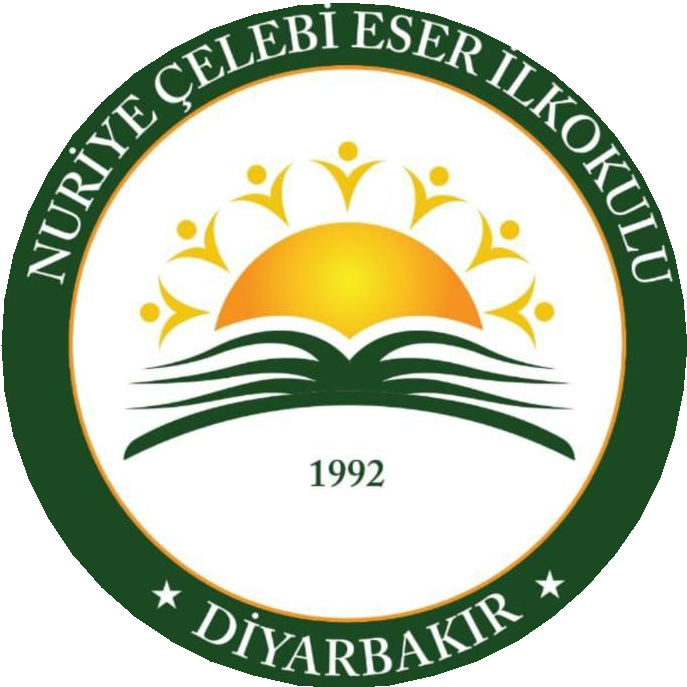 NURİYE ÇELEBİ ESER İLKOKULU
1992
DİYARBAKIR